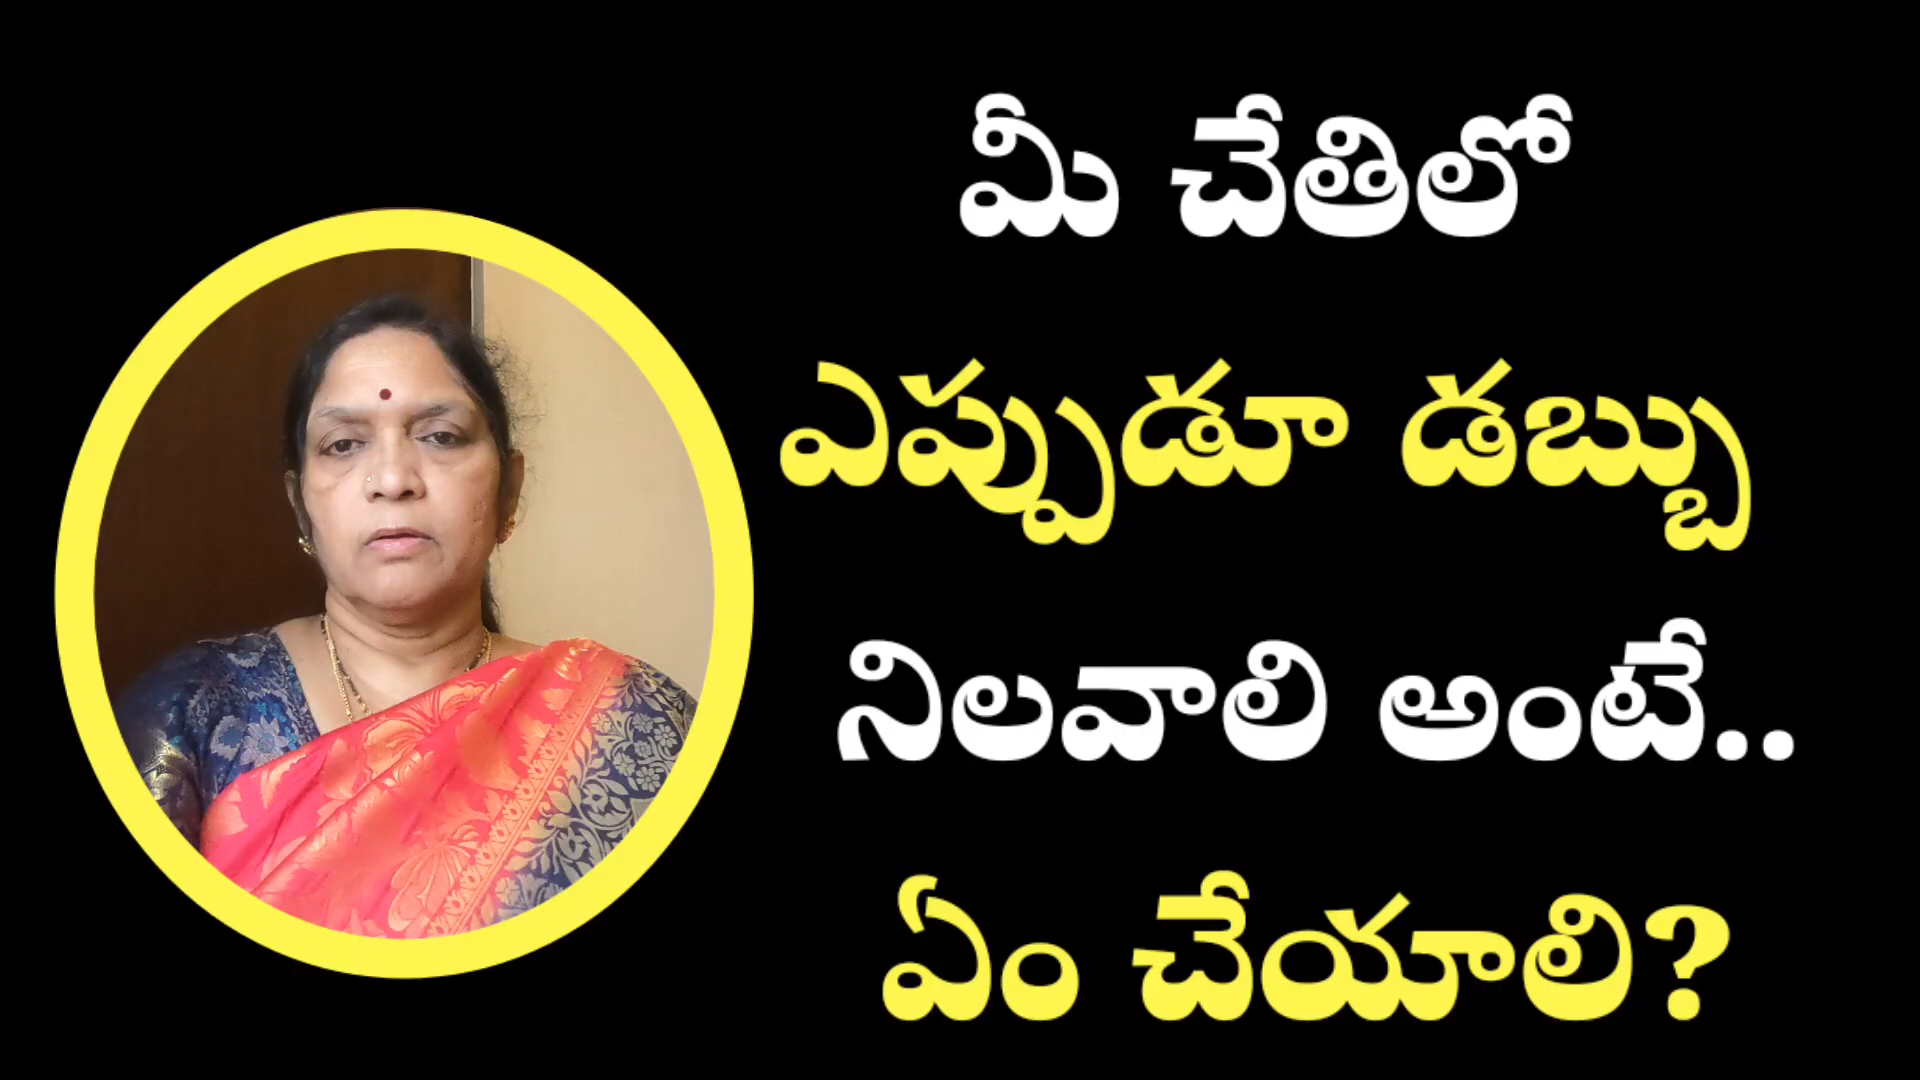 మీ చేతిలో
ఎప్పుడూ డబ్బు
నిలవాలి అంటే..
ఏం చేయాలి?